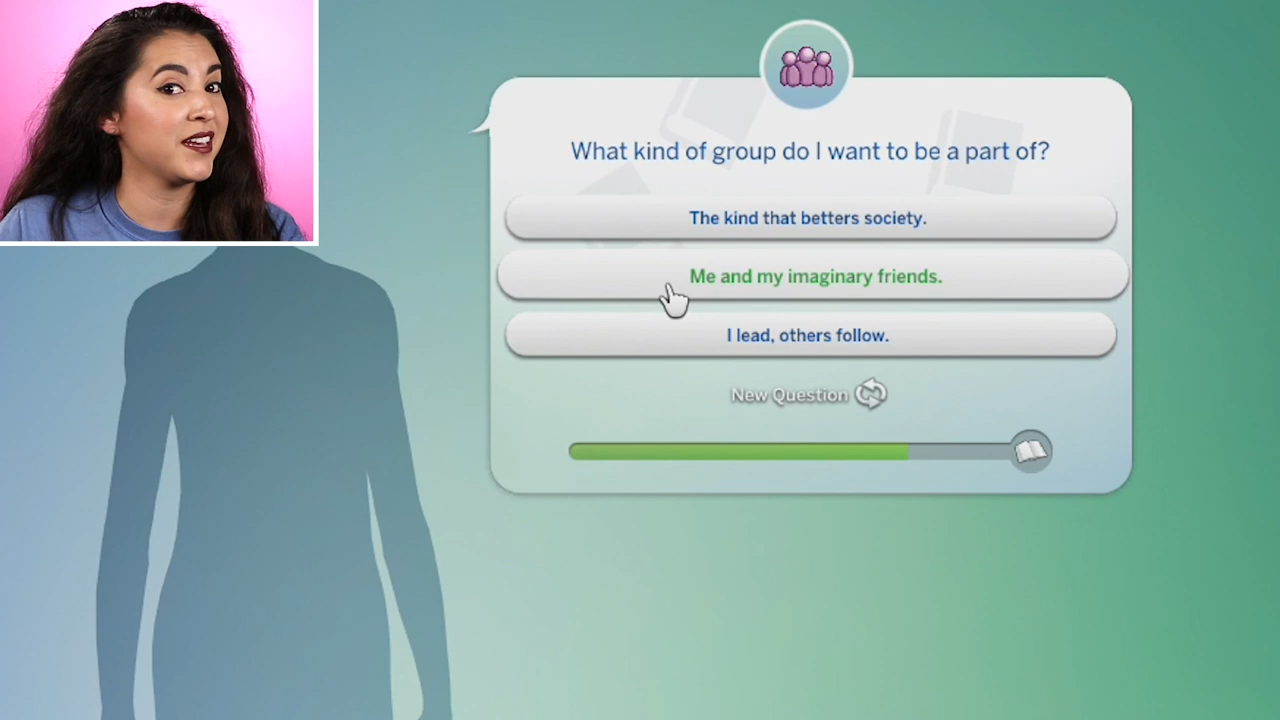 What kind of group do I want to be a part of?
The kind that betters society.
Me and my imaginary friends.
I lead, others follow.
New Question